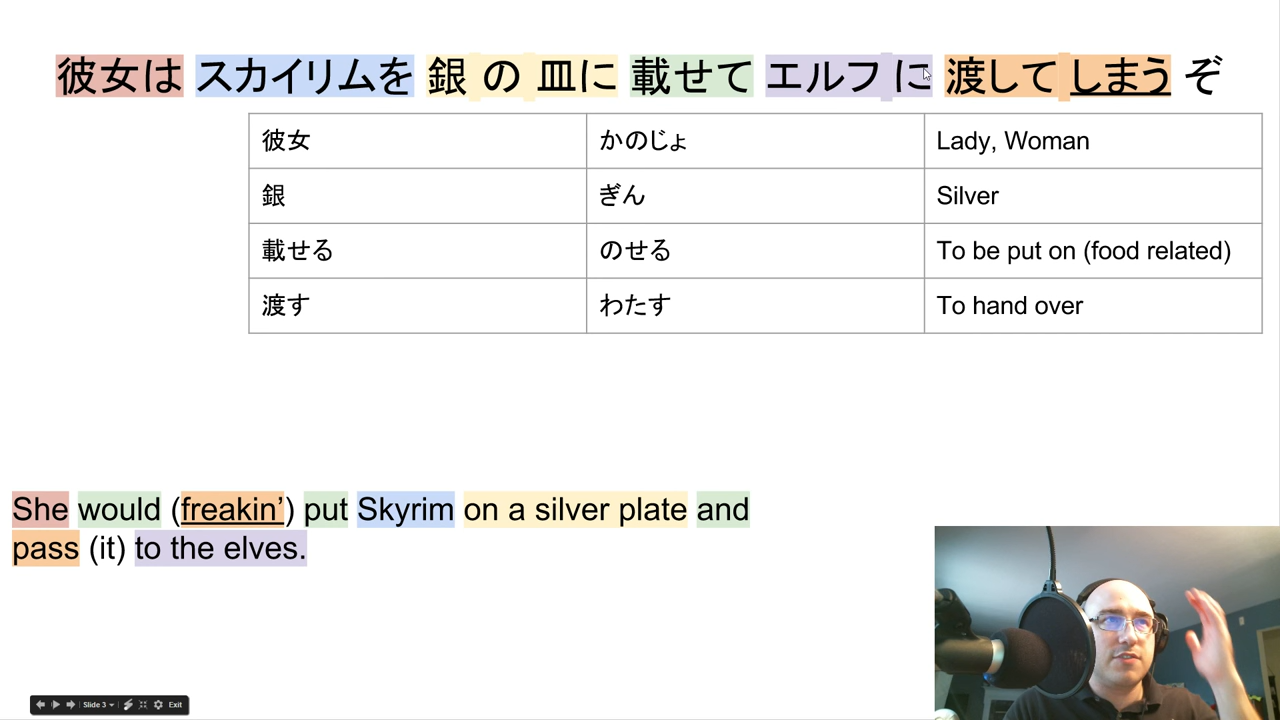 彼女は スカイリムを 銀 の 皿に 載せて エルフ に 渡して しまう ぞ
彼女 かのじょ Lady, Woman
銀 ぎん Silver
載せる のせる To be put on (food related)
渡す わたす To hand over
She would (freakin’) put Skyrim on a silver plate and
pass (it) to the elves.
Slide 3 Exit